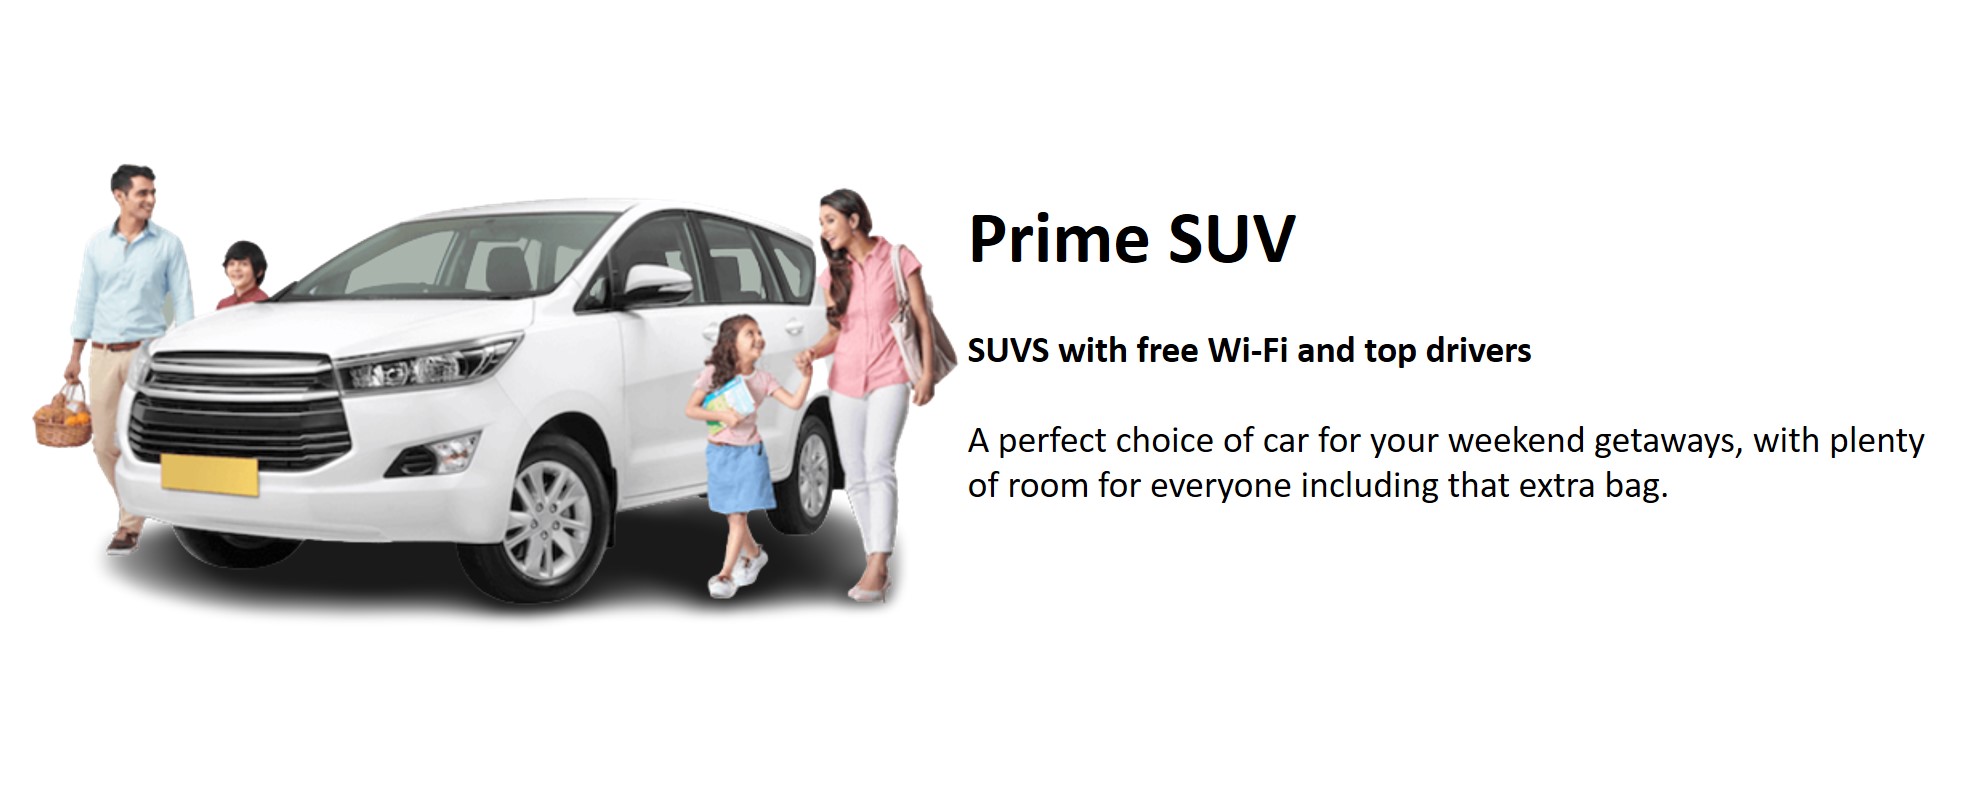 Prime SUV
SUVS with free Wi-Fi and top drivers
A perfect choice of car for your weekend getaways, with plenty
of room for everyone including that extra bag.